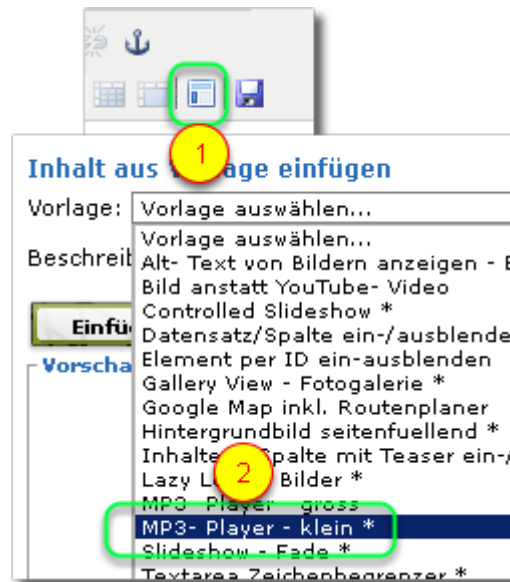 1
Inhalt aus Vorlage einfügen
Vorlage: Vorlage auswählen...
Vorlage auswählen...
Beschreib
Alt- Text von Bildern anzeigen - B
Bild anstatt YouTube- Video
Controlled Slideshow *
Einfü
Datensatz/Spalte ein-/ausblende
Vorscha
Element per ID ein-ausblenden
Gallery View - Fotogalerie *
Google Map inkl. Routenplaner
Hintergrundbild seitenfuellend *
Inhalte Spalte mit Teaser ein-/
2
Lazy Bilder *
MP3- Player - gross
MP3- Player - klein *
Slideshow - Fade *
Textarea Zeichenbegrenzer *